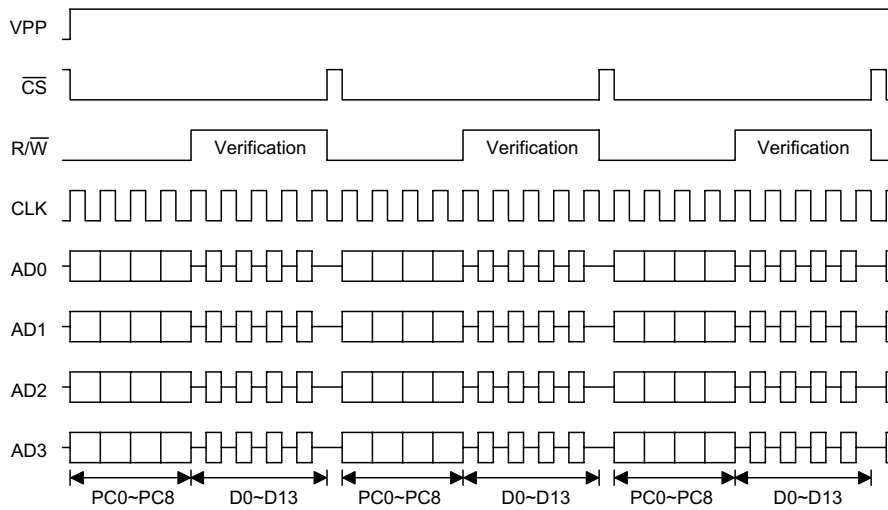 VPP
C̅S̅
R/W̅
Verification Verification Verification
CLK
AD0
AD1
AD2
AD3
PC0~PC8 D0~D13 PC0~PC8 D0~D13 PC0~PC8 D0~D13